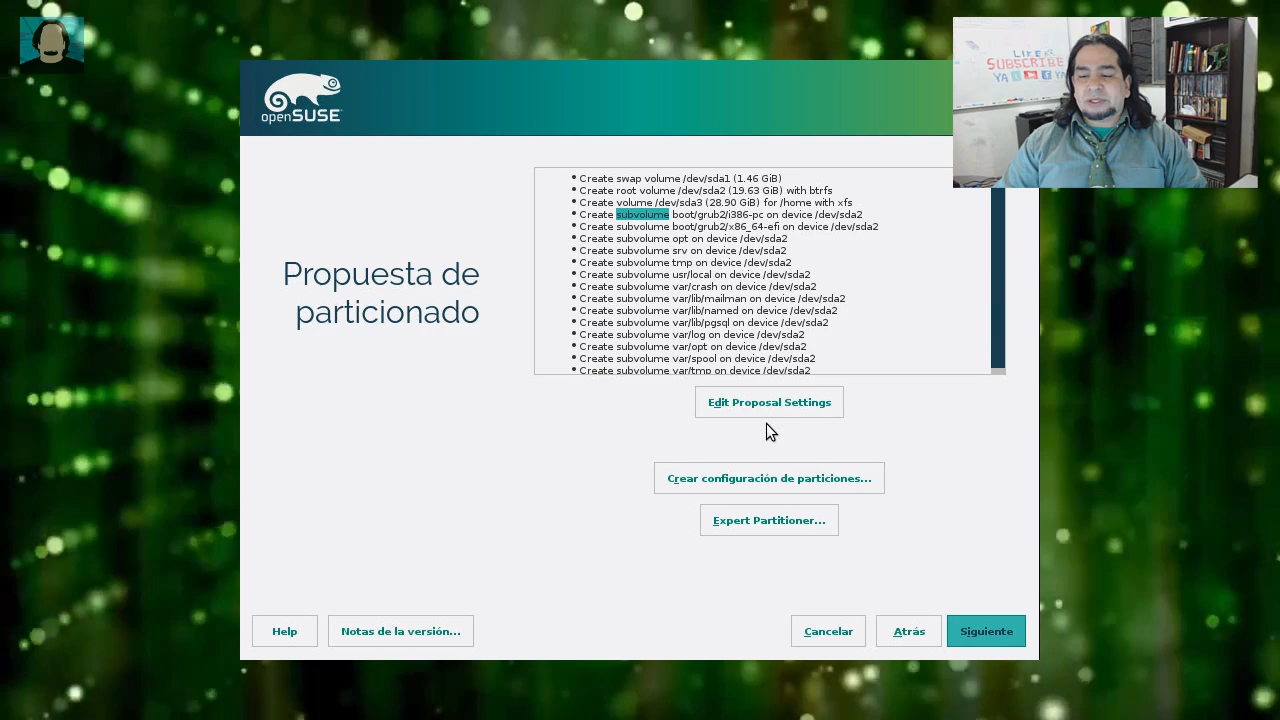 openSUSE
LIKE
SUBSCRIBE
YA
Propuesta de
particionado
• Create swap volume /dev/sda1 (1.46 GiB)
• Create root volume /dev/sda2 (19.63 GiB) with btrfs
• Create volume /dev/sda3 (28.90 GiB) for /home with xfs
• Create subvolume boot/grub2/i386-pc on device /dev/sda2
• Create subvolume boot/grub2/x86_64-efi on device /dev/sda2
• Create subvolume opt on device /dev/sda2
• Create subvolume srv on device /dev/sda2
• Create subvolume tmp on device /dev/sda2
• Create subvolume usr/local on device /dev/sda2
• Create subvolume var/crash on device /dev/sda2
• Create subvolume var/lib/mailman on device /dev/sda2
• Create subvolume var/lib/named on device /dev/sda2
• Create subvolume var/lib/pgsql on device /dev/sda2
• Create subvolume var/log on device /dev/sda2
• Create subvolume var/opt on device /dev/sda2
• Create subvolume var/spool on device /dev/sda2
• Create subvolume var/tmp on device /dev/sda2
Edit Proposal Settings
Crear configuración de particiones...
Expert Partitioner...
Help
Notas de la versión...
Cancelar
Atrás
Siguiente